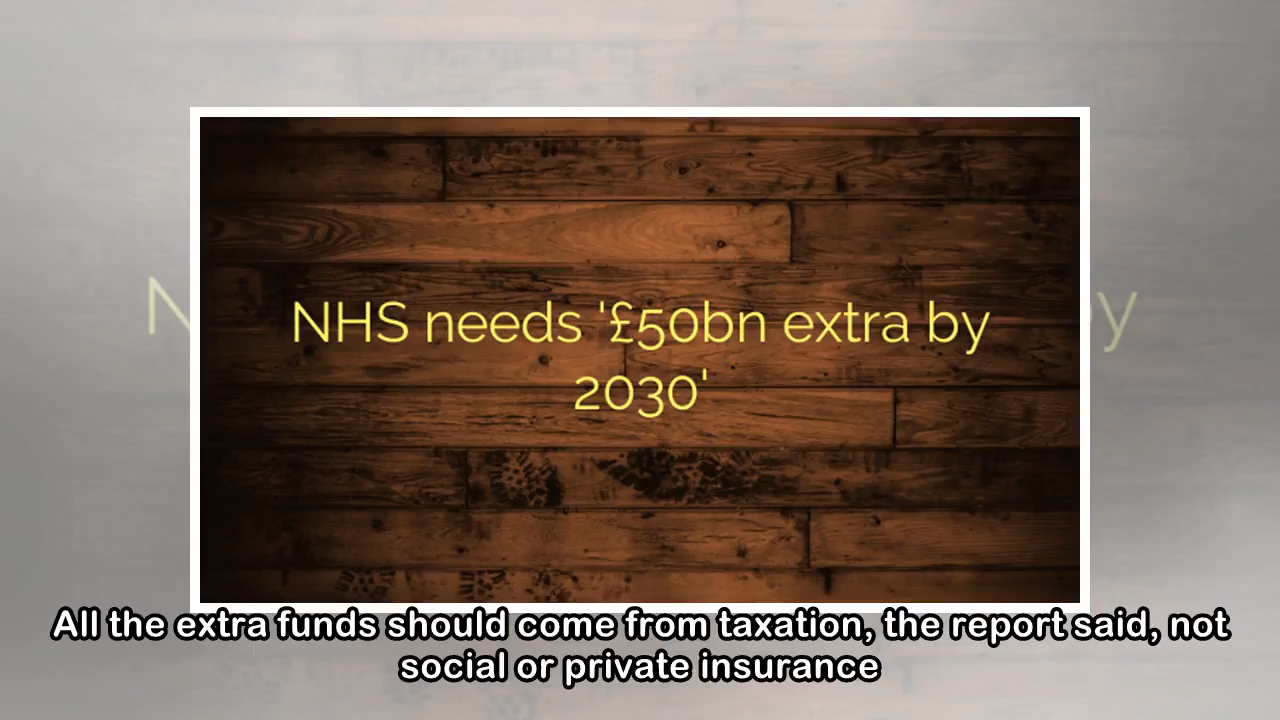 NHS needs '£50bn extra by
2030'
All the extra funds should come from taxation, the report said, not
social or private insurance